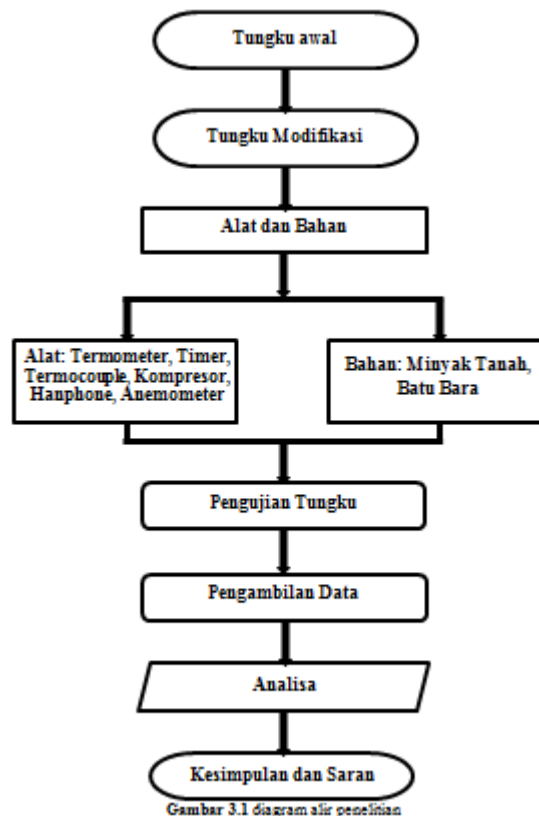 Tungku awal
Tungku Modifikasi
Alat dan Bahan
Alat: Termometer, Timer,
Termocouple, Kompresor,
Hanphone, Anemometer
Bahan: Minyak Tanah,
Batu Bara
Pengujian Tungku
Pengambilan Data
Analisa
Kesimpulan dan Saran
Gambar 3.1 diagram alir penelitian